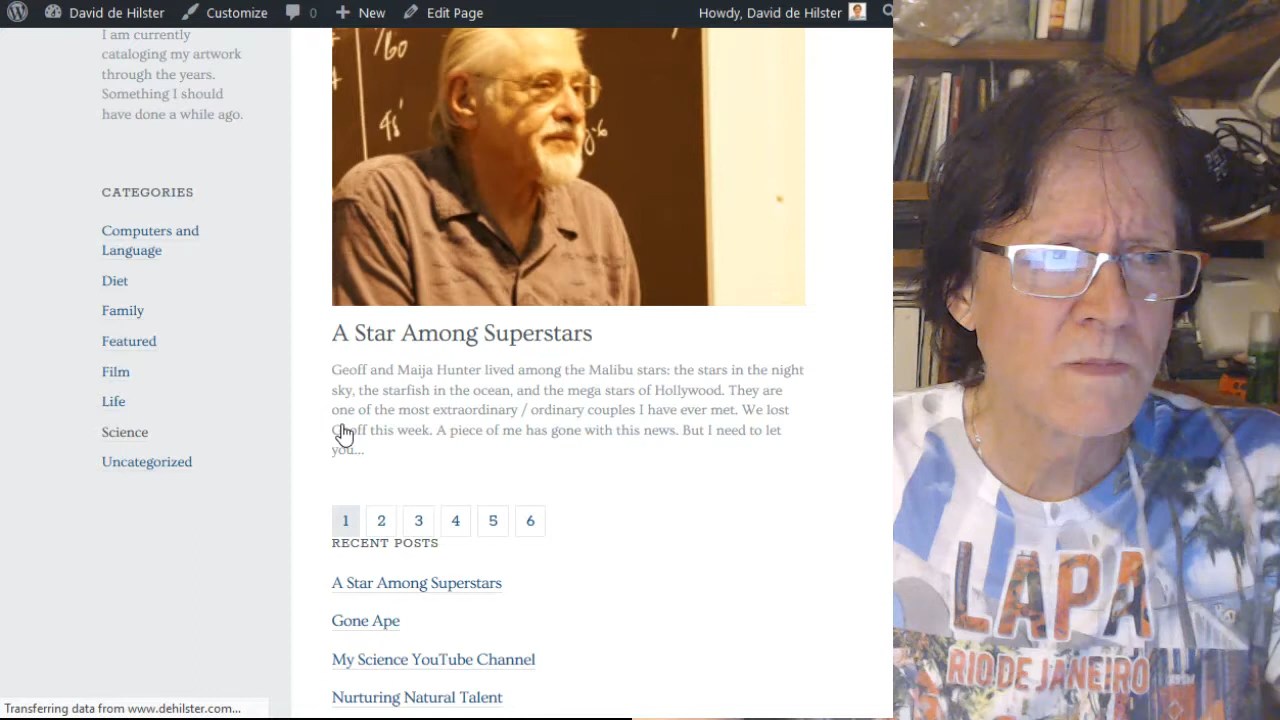 David de Hilster Customize 0 New Edit Page Howdy, David de Hilster
I am currently
cataloging my artwork
through the years.
Something I should
have done a while ago.
CATEGORIES
Computers and
Language
Diet
Family
Featured
Film
Life
Science
Uncategorized
/60
45'
A Star Among Superstars
Geoff and Maija Hunter lived among the Malibu stars: the stars in the night
sky, the starfish in the ocean, and the mega stars of Hollywood. They are
one of the most extraordinary / ordinary couples I have ever met. We lost
Geoff this week. A piece of me has gone with this news. But I need to let
you...
1 2 3 4 5 6
RECENT POSTS
A Star Among Superstars
Gone Ape
My Science YouTube Channel
Nurturing Natural Talent
Transferring data from www.dehilster.com...
LAPA
RIO DE JANEIRO